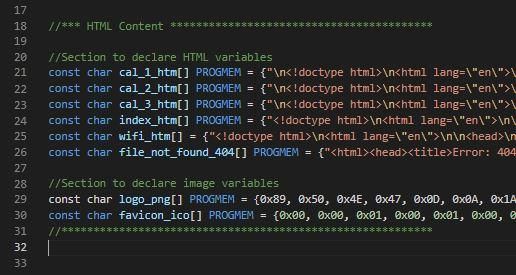 17
18 //*** HTML Content ******************************************
19
20 //Section to declare HTML variables
21 const char cal_1_htm[] PROGMEM = {"\n<!doctype html>\n<html lang=\"en\">\
22 const char cal_2_htm[] PROGMEM = {"\n<!doctype html>\n<html lang=\"en\">\
23 const char cal_3_htm[] PROGMEM = {"\n<!doctype html>\n<html lang=\"en\">\
24 const char index_htm[] PROGMEM = {"<!doctype html>\n<html lang=\"en\">\n
25 const char wifi_htm[] = {"<!doctype html>\n<html lang=\"en\">\n\n<head>\n
26 const char file_not_found_404[] PROGMEM = {"<html><head><title>Error: 404
27
28 //Section to declare image variables
29 const char logo_png[] PROGMEM = {0x89, 0x50, 0x4E, 0x47, 0x0D, 0x0A, 0x1A
30 const char favicon_ico[] PROGMEM = {0x00, 0x00, 0x01, 0x00, 0x01, 0x00, 0
31 //***********************************************************
32
33